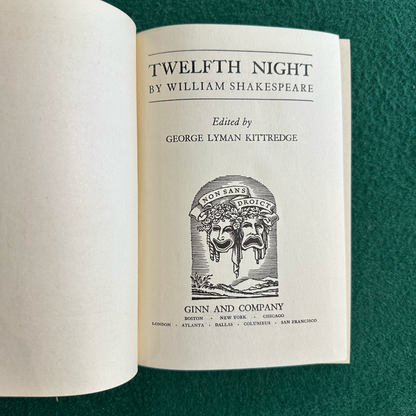 TWELFTH NIGHT
BY WILLIAM SHAKESPEARE
Edited by
GEORGE LYMAN KITTREDGE
NON SANS DROICT
GINN AND COMPANY
BOSTON · NEW YORK · CHICAGO
LONDON · ATLANTA · DALLAS · COLUMBUS · SAN FRANCISCO